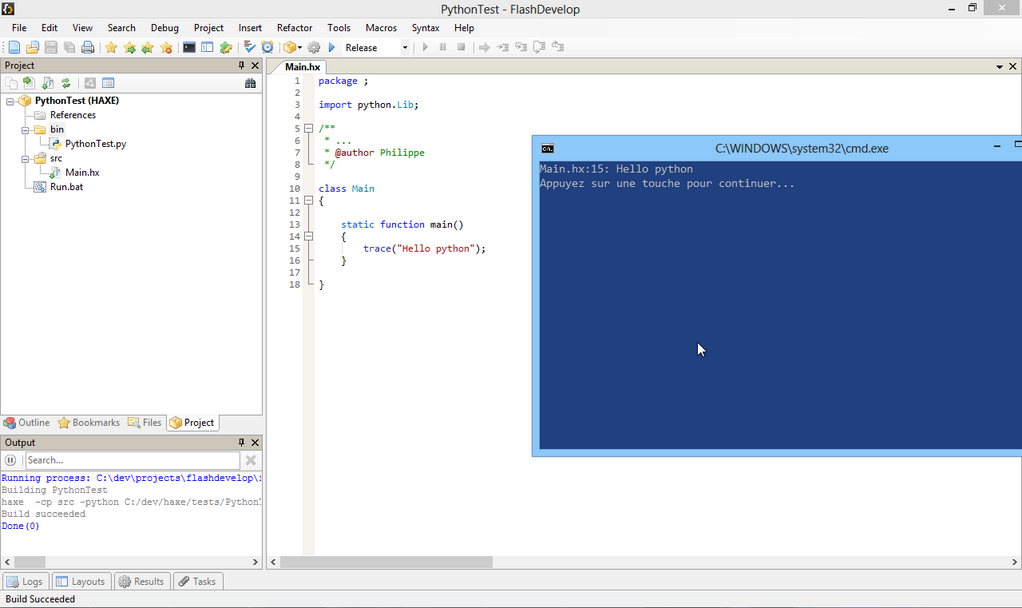 PythonTest - FlashDevelop
File Edit View Search Debug Project Insert Refactor Tools Macros Syntax Help
Release
Project
PythonTest (HAXE)
References
bin
PythonTest.py
src
Main.hx
Run.bat
Outline Bookmarks Files Project
Output
Search...
Running process: C:\dev\projects\flashdevelop\
Building PythonTest
haxe -cp src -python C:/dev/haxe/tests/Python
Build succeeded
Done(0)
Main.hx
1 package ;
2
3 import python.Lib;
4
5 /**
6 * ...
7 * @author Philippe
8 */
9
10 class Main
11 {
12
13 static function main()
14 {
15 trace("Hello python");
16 }
17
18 }
C:\WINDOWS\system32\cmd.exe
Main.hx:15: Hello python
Appuyez sur une touche pour continuer...
Logs Layouts Results Tasks
Build Succeeded